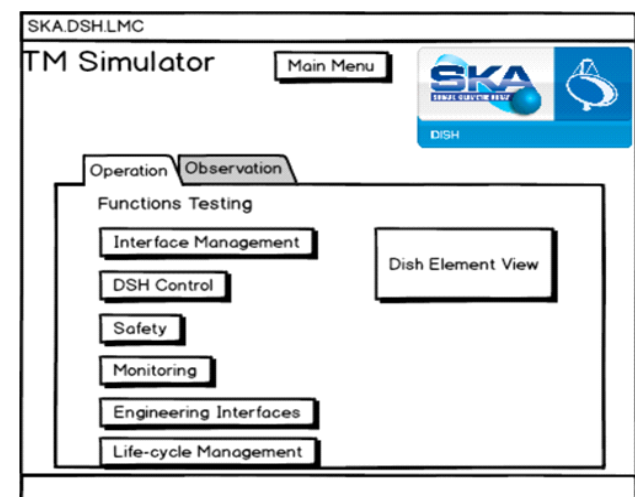 SKA.DSH.LMC
TM Simulator
Main Menu
SKA
DISH
Operation
Observation
Functions Testing
Interface Management
Dish Element View
DSH Control
Safety
Monitoring
Engineering Interfaces
Life-cycle Management